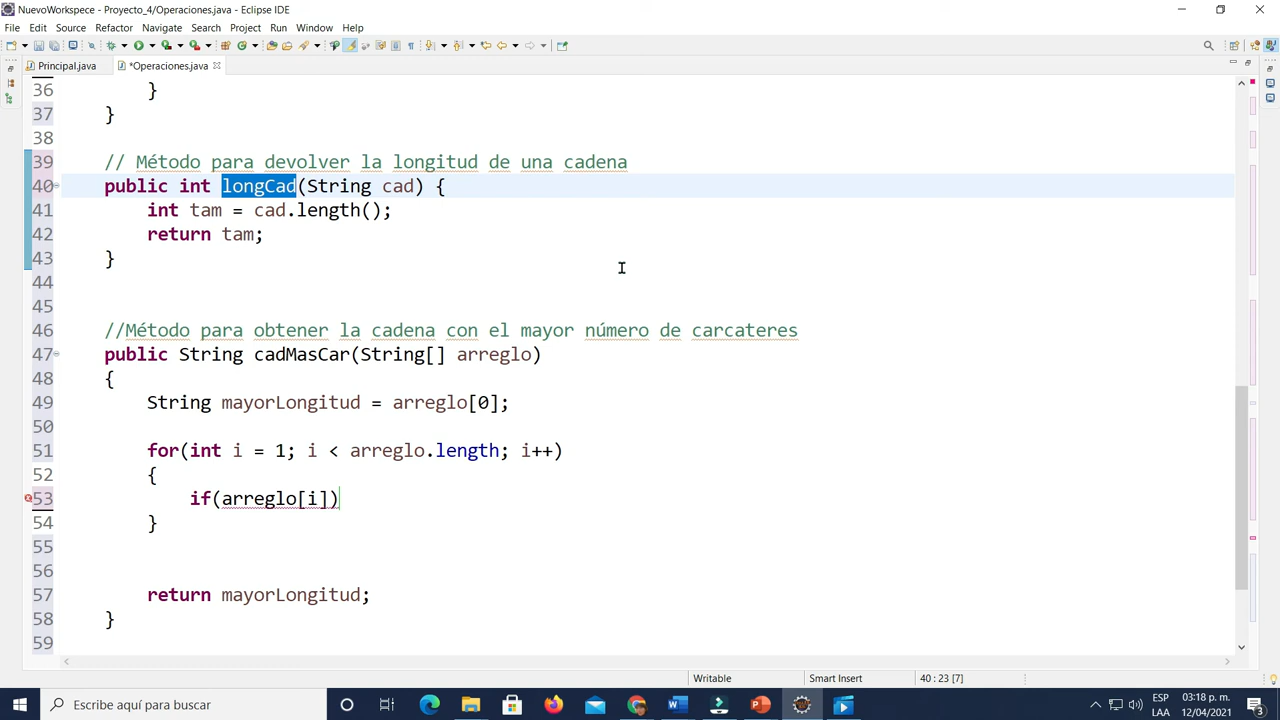 NuevoWorkspece - Proyecto_4/Operaciones.java - Eclipse IDE
File Edit Source Refactor Navigate Search Project Run Window Help
Principal.java *Operaciones.java
36 }
37 }
38
39 // Método para devolver la longitud de una cadena
40 public int longCad(String cad) {
41 int tam = cad.length();
42 return tam;
43 }
44
45
46 //Método para obtener la cadena con el mayor número de carcateres
47 public String cadMasCar(String[] arreglo)
48 {
49 String mayorLongitud = arreglo[0];
50
51 for(int i = 1; i < arreglo.length; i++)
52 {
53 if(arreglo[i])
54 }
55
56
57 return mayorLongitud;
58 }
59
Writable Smart Insert 40 : 23 [7]
Escribe aquí para buscar
ESP 03:18 p. m.
LAA 12/04/2021 3